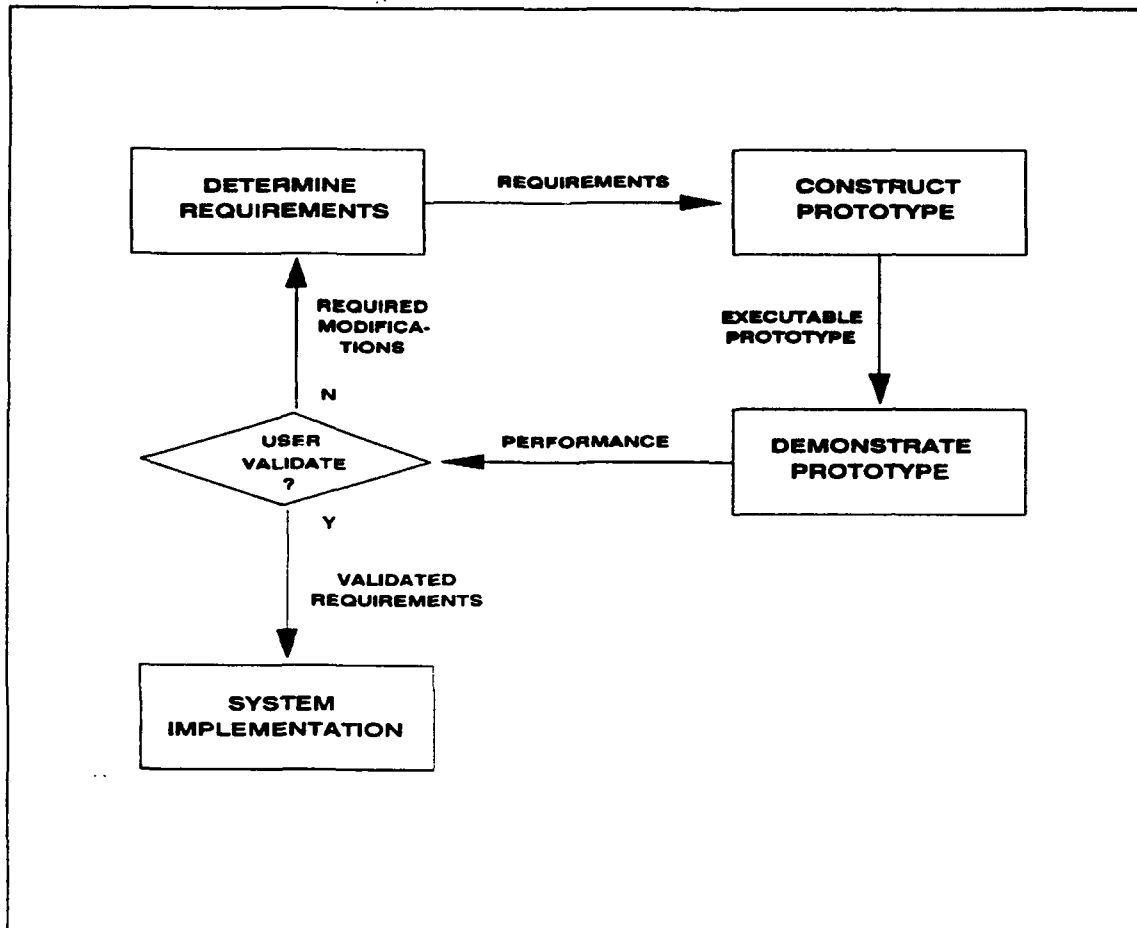 DETERMINE
REQUIREMENTS
REQUIREMENTS
CONSTRUCT
PROTOTYPE
EXECUTABLE
PROTOTYPE
DEMONSTRATE
PROTOTYPE
PERFORMANCE
USER
VALIDATE
?
N
REQUIRED
MODIFICA-
TIONS
Y
VALIDATED
REQUIREMENTS
SYSTEM
IMPLEMENTATION